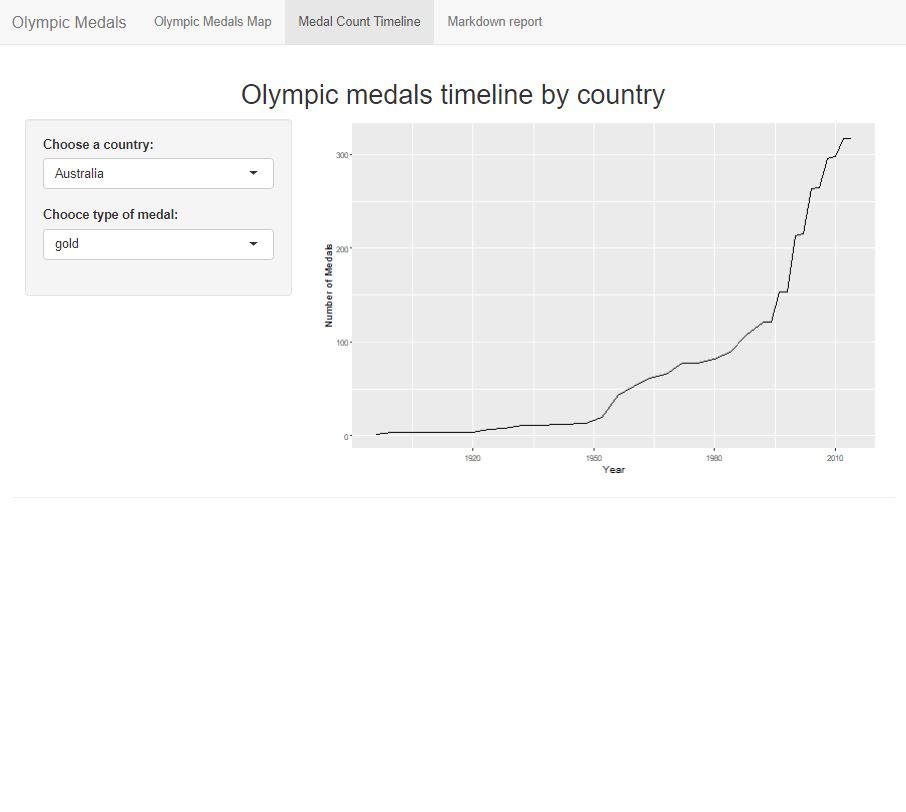 Olympic Medals Olympic Medals Map Medal Count Timeline Markdown report
Olympic medals timeline by country
Choose a country:
Australia
Chooce type of medal:
gold
Number of Medals
300
200
100
0
1920 1950 1980 2010
Year